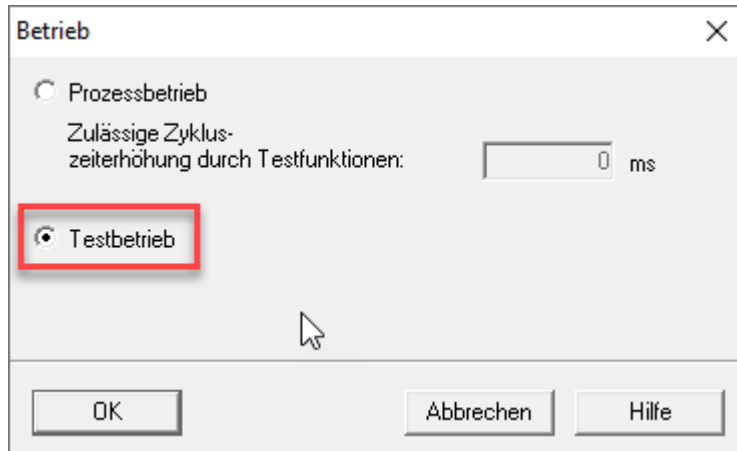 Betrieb
Prozessbetrieb
Zulässige Zyklus-
zeiterhöhung durch Testfunktionen: 0 ms
Testbetrieb
OK Abbrechen Hilfe